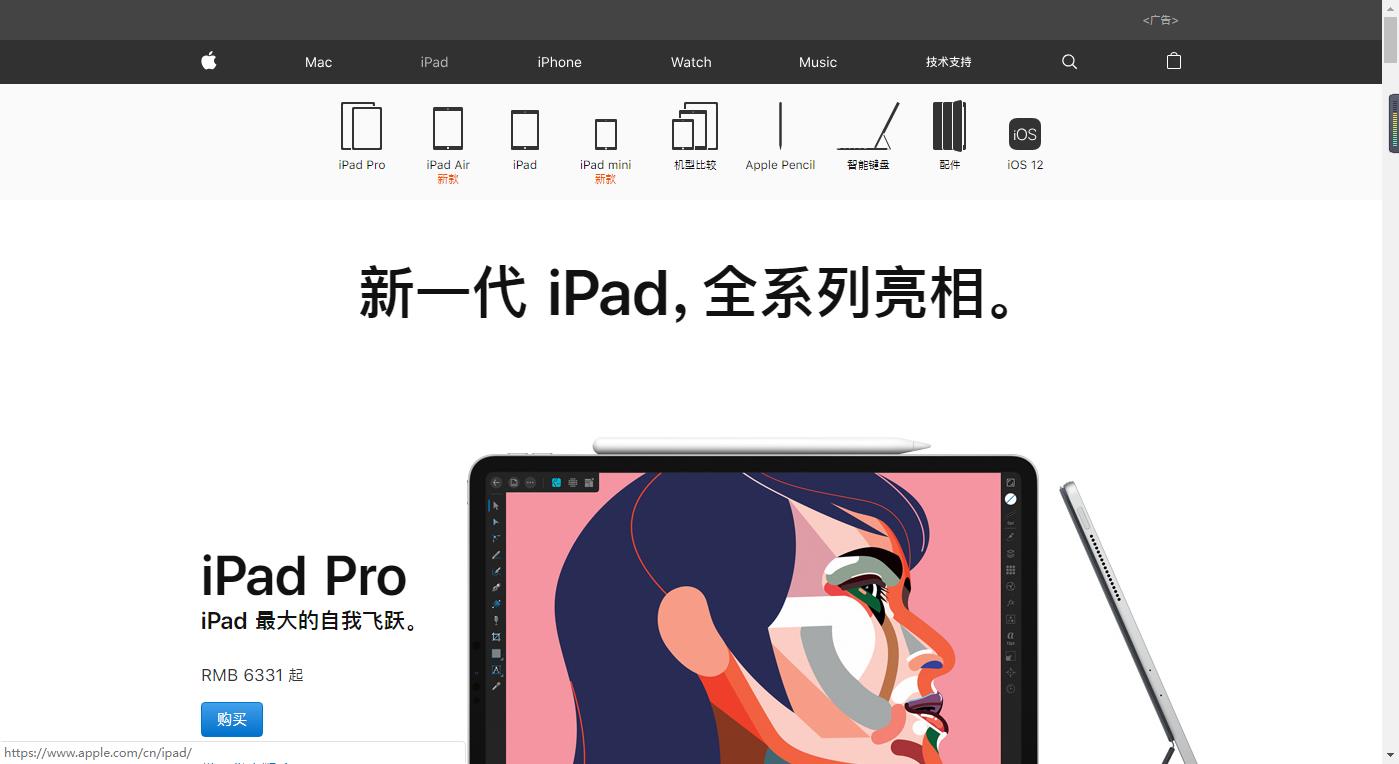 <广告>
Mac iPad iPhone Watch Music 技术支持
iPad Pro iPad Air iPad iPad mini 机型比较 Apple Pencil 智能键盘 配件 iOS iOS 12
新款 新款
新一代 iPad，全系列亮相。
iPad Pro
iPad 最大的自我飞跃。
RMB 6331 起
购买
https://www.apple.com/cn/ipad/